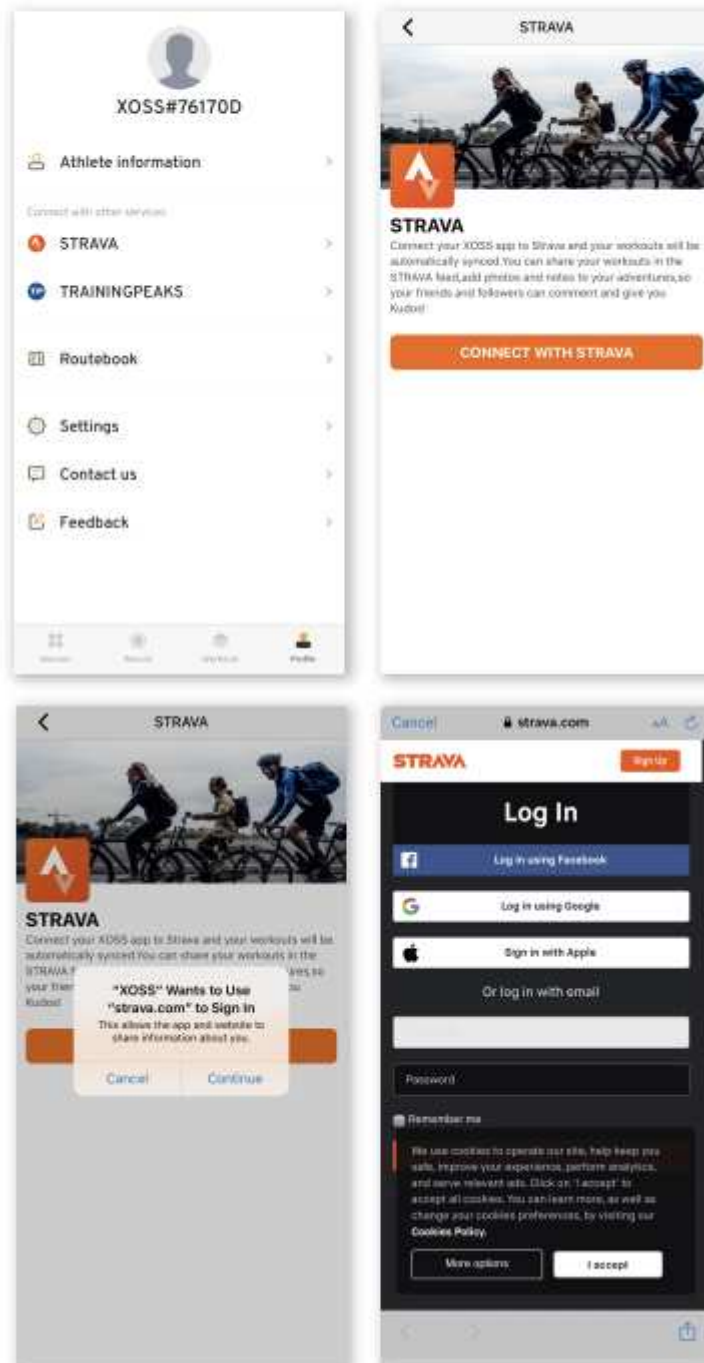 XOSS#76170D
Athlete information
Connect with other services
STRAVA
TRAININGPEAKS
Routebook
Settings
Contact us
Feedback
Profile
STRAVA
STRAVA
Connect your XOSS app to Strava and your workouts will be
automatically synced.You can share your workouts in the
STRAVA feed,add photos and notes to your adventures,so
your friends and followers can comment and give you
Kudos!
CONNECT WITH STRAVA
STRAVA
STRAVA
Connect your XOSS app to Strava and your workouts will be
automatically synced.You can share your workouts in the
STRAVA
your
Kudos!
"XOSS" Wants to Use
"strava.com" to Sign In
This allows the app and website to
share information about you.
Cancel Continue
Cancel strava.com AA
STRAVA Sign Up
Log In
Log in using Facebook
Log in using Google
Sign in with Apple
Or log in with email
Password
Remember me
We use cookies to operate our site, help keep you
safe, improve your experience, perform analytics,
and serve relevant ads. Click on 'I accept' to
accept all cookies. You can learn more, as well as
change your cookies preferences, by visiting our
Cookies Policy.
More options I accept